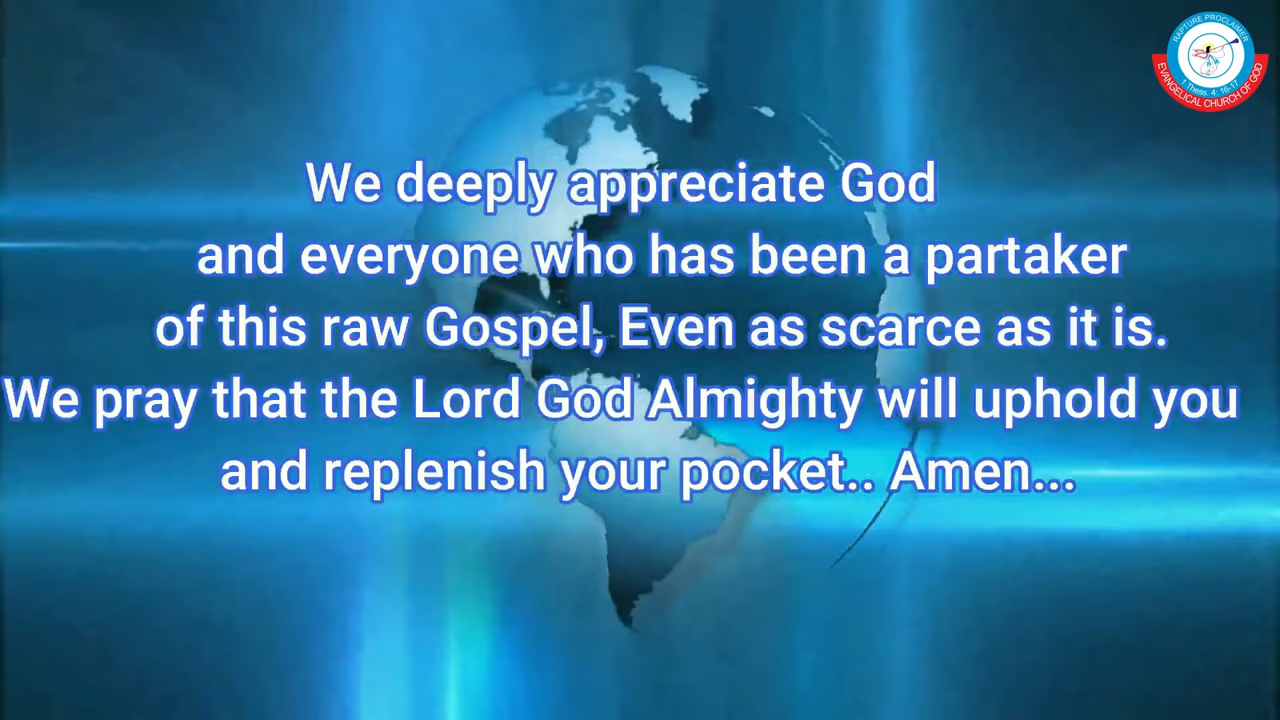 We deeply appreciate God
and everyone who has been a partaker
of this raw Gospel, Even as scarce as it is.
We pray that the Lord God Almighty will uphold you
and replenish your pocket.. Amen...
RAPTURE PROCLAIMER
1 Thess. 4: 16-17
EVANGELICAL CHURCH OF GOD